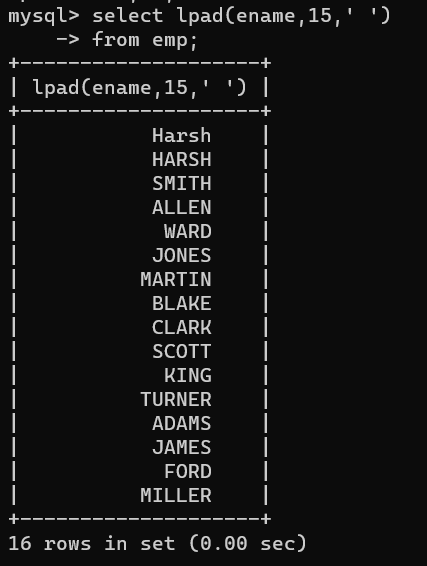 mysql> select lpad(ename,15,' ')
    -> from emp;
+--------------------+
| lpad(ename,15,' ') |
+--------------------+
|           Harsh    |
|           HARSH    |
|           SMITH    |
|           ALLEN    |
|            WARD    |
|           JONES    |
|          MARTIN    |
|           BLAKE    |
|           CLARK    |
|           SCOTT    |
|            KING    |
|          TURNER    |
|           ADAMS    |
|           JAMES    |
|            FORD    |
|          MILLER    |
+--------------------+
16 rows in set (0.00 sec)